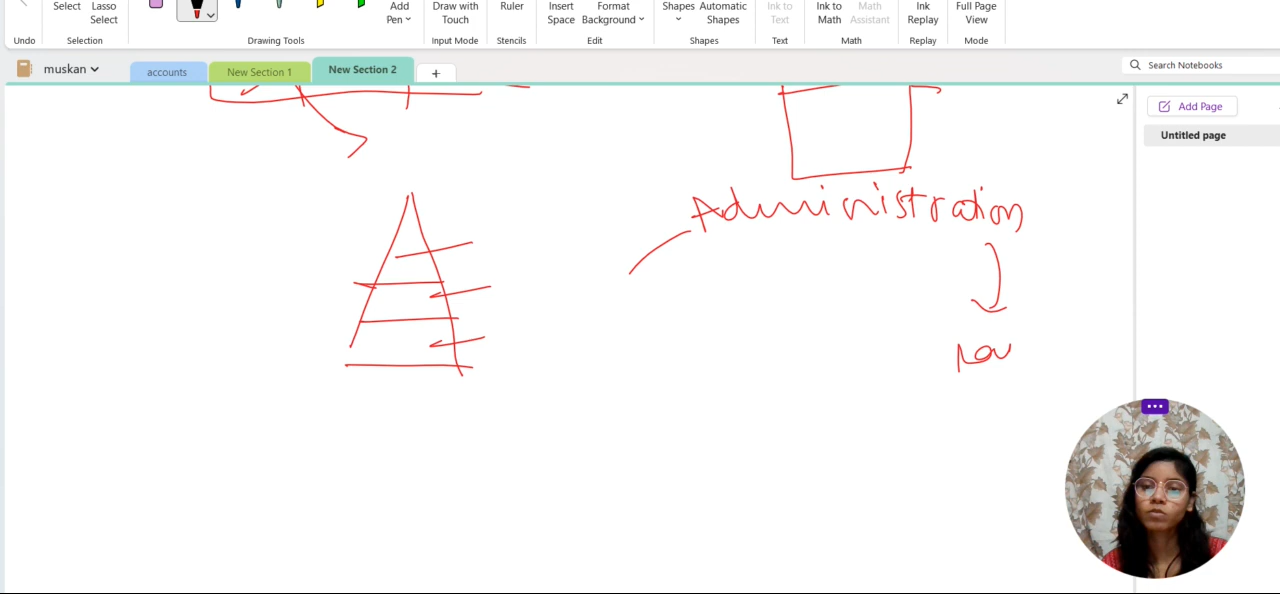 Select
Lasso
Select
Add
Pen
Draw with
Touch
Ruler
Insert
Space
Format
Background
Shapes
Automatic
Shapes
Ink to
Text
Ink to
Math
Math
Assistant
Ink
Replay
Full Page
View
Undo
Selection
Drawing Tools
Input Mode
Stencils
Edit
Shapes
Text
Math
Replay
Mode
muskan
accounts
New Section 1
New Section 2
+
Search Notebooks
Add Page
Untitled page
Administration